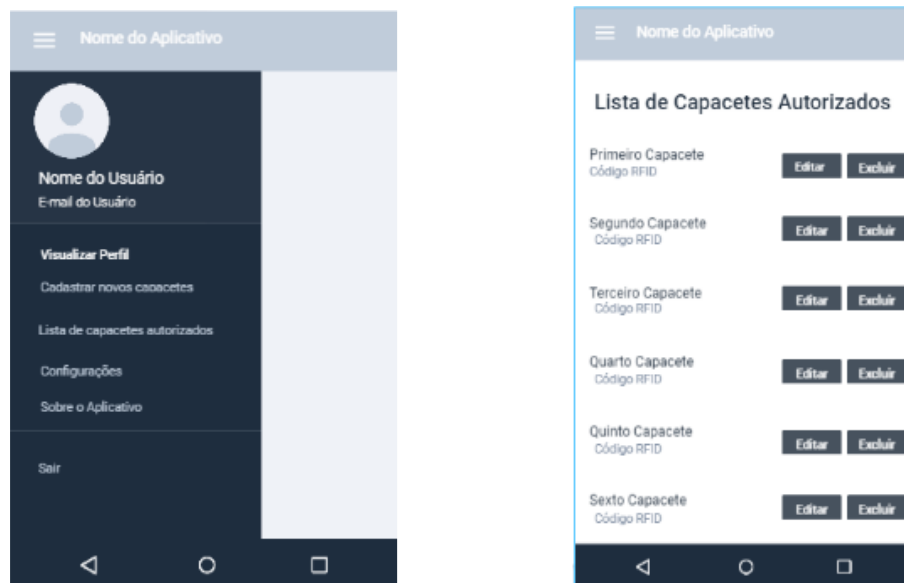 Nome do Aplicativo
Nome do Usuário
E-mail do Usuário
Visualizar Perfil
Cadastrar novos capacetes
Lista de capacetes autorizados
Configurações
Sobre o Aplicativo
Sair
Nome do Aplicativo
Lista de Capacetes Autorizados
Primeiro Capacete
Código RFID
Editar Excluir
Segundo Capacete
Código RFID
Editar Excluir
Terceiro Capacete
Código RFID
Editar Excluir
Quarto Capacete
Código RFID
Editar Excluir
Quinto Capacete
Código RFID
Editar Excluir
Sexto Capacete
Código RFID
Editar Excluir